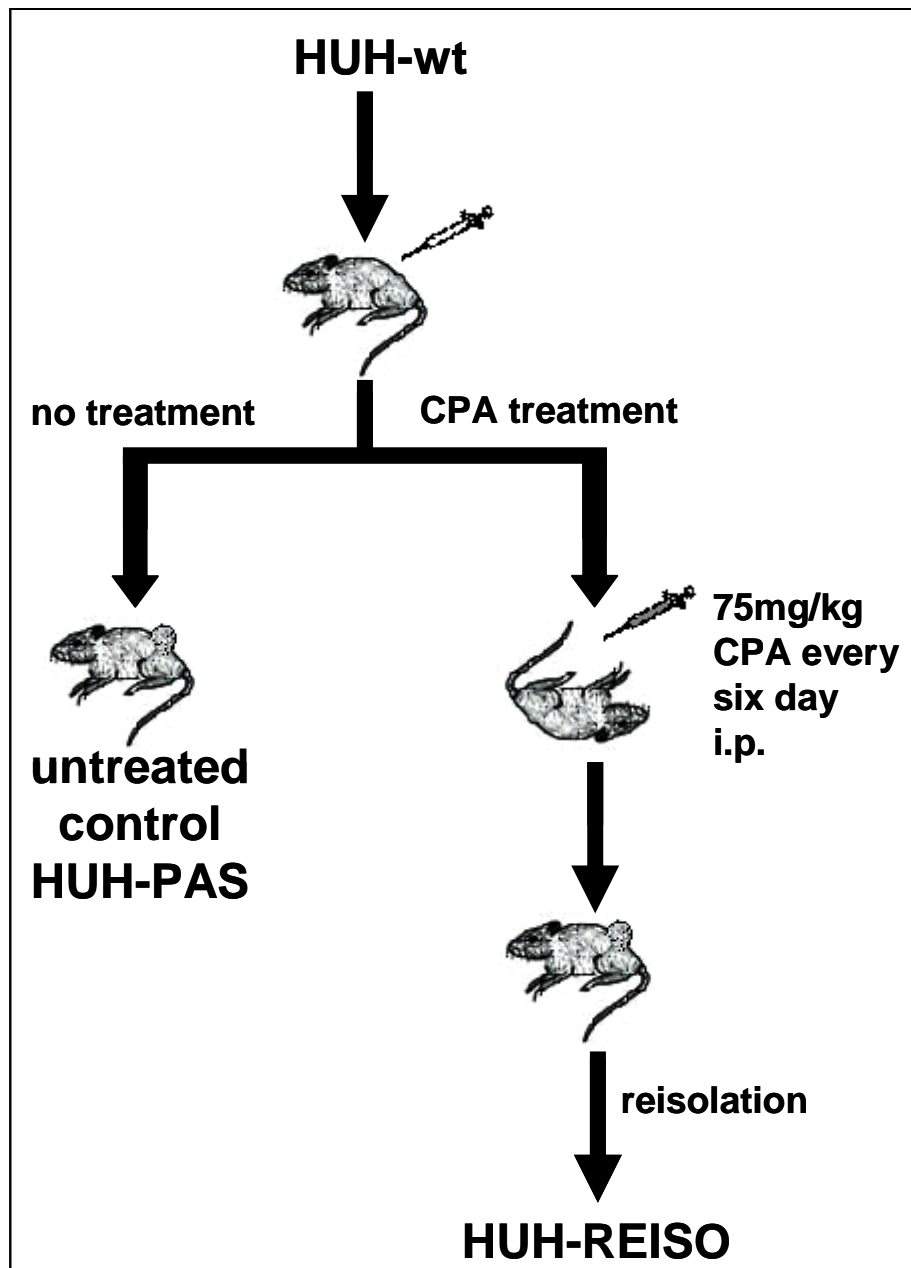 HUH-wt
no treatment
CPA treatment
75mg/kg
CPA every
six day
i.p.
untreated
control
HUH-PAS
reisolation
HUH-REISO